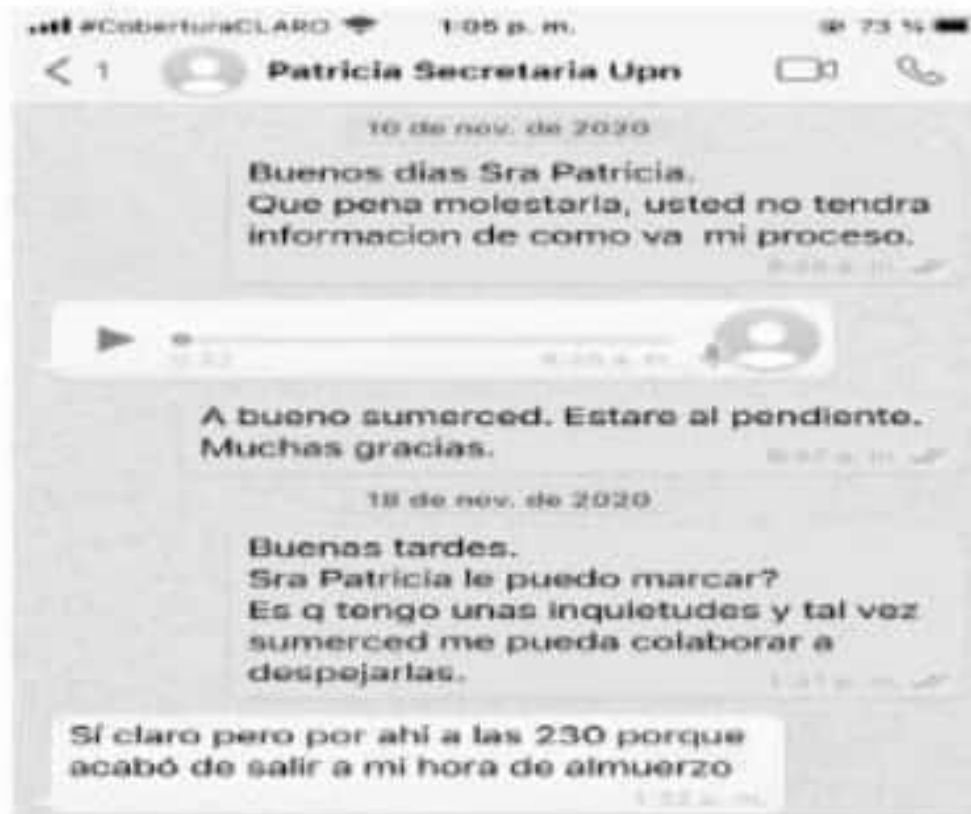 #CoberturaCLARO 1:05 p. m. 73 %
< 1 Patricia Secretaria Upn
10 de nov. de 2020
Buenos dias Sra Patricia.
Que pena molestarla, usted no tendra
informacion de como va mi proceso.
A bueno sumerced. Estare al pendiente.
Muchas gracias.
18 de nov. de 2020
Buenas tardes.
Sra Patricia le puedo marcar?
Es q tengo unas inquietudes y tal vez
sumerced me pueda colaborar a
despejarlas.
Sí claro pero por ahí a las 230 porque
acabó de salir a mi hora de almuerzo